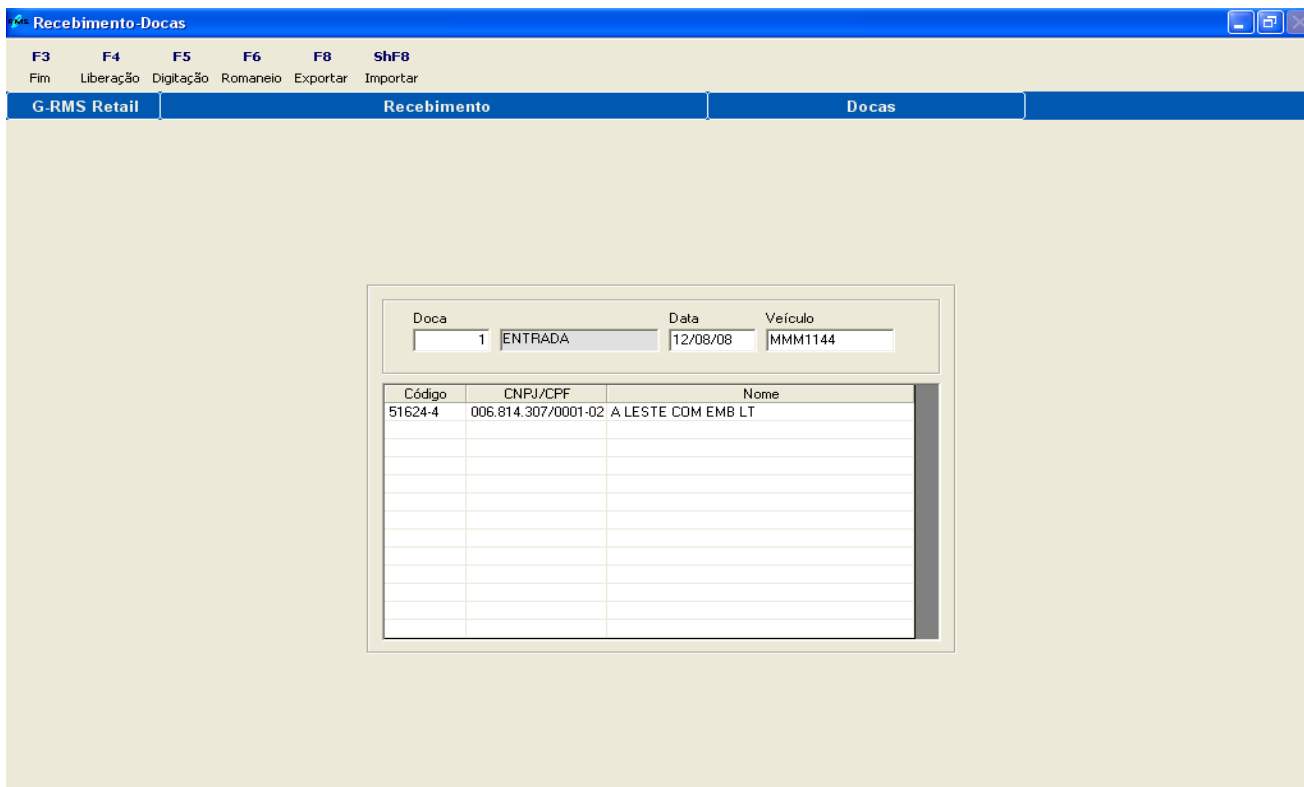 RMS Recebimento-Docas
F3 F4 F5 F6 F8 ShF8
Fim Liberação Digitação Romaneio Exportar Importar
G-RMS Retail Recebimento Docas
Doca Data Veículo
1 ENTRADA 12/08/08 MMM1144
Código CNPJ/CPF Nome
51624-4 006.814.307/0001-02 A LESTE COM EMB LT